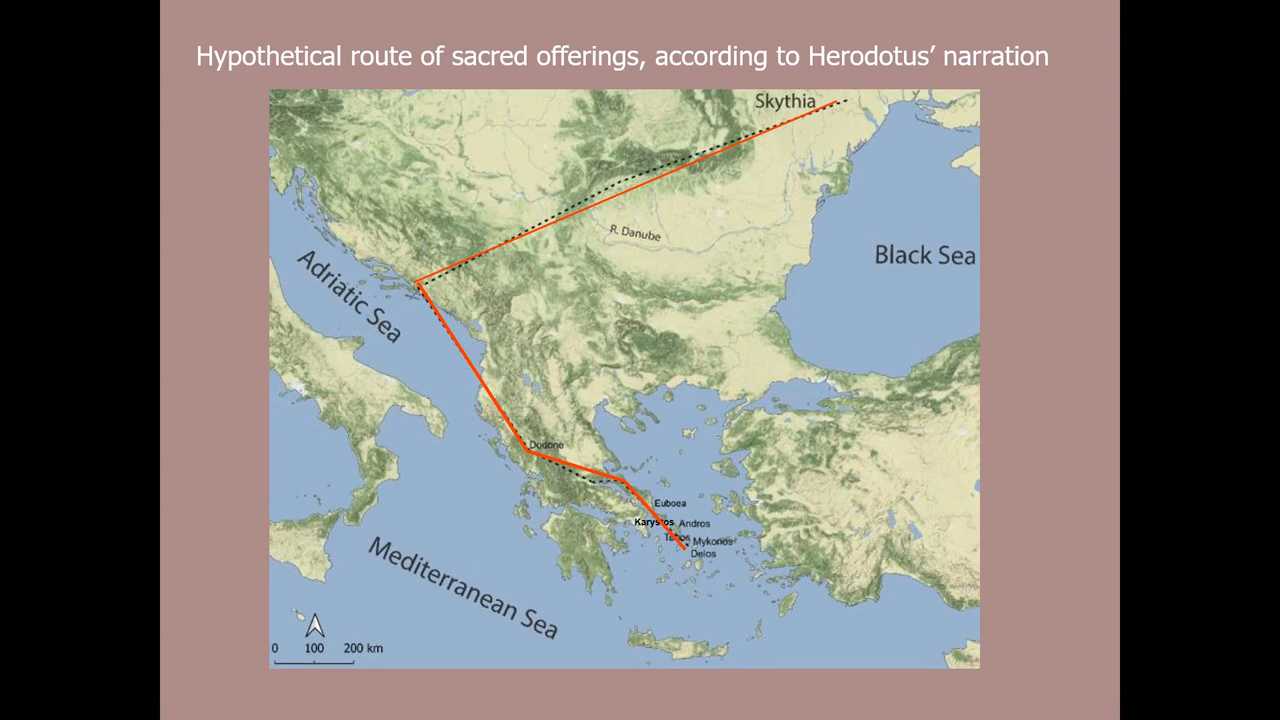 Hypothetical route of sacred offerings, according to Herodotus’ narration
Skythia
R. Danube
Black Sea
Adriatic Sea
Dodone
Euboea
Karystos
Andros
Tenos
Mykonos
Delos
Mediterranean Sea
0 100 200 km